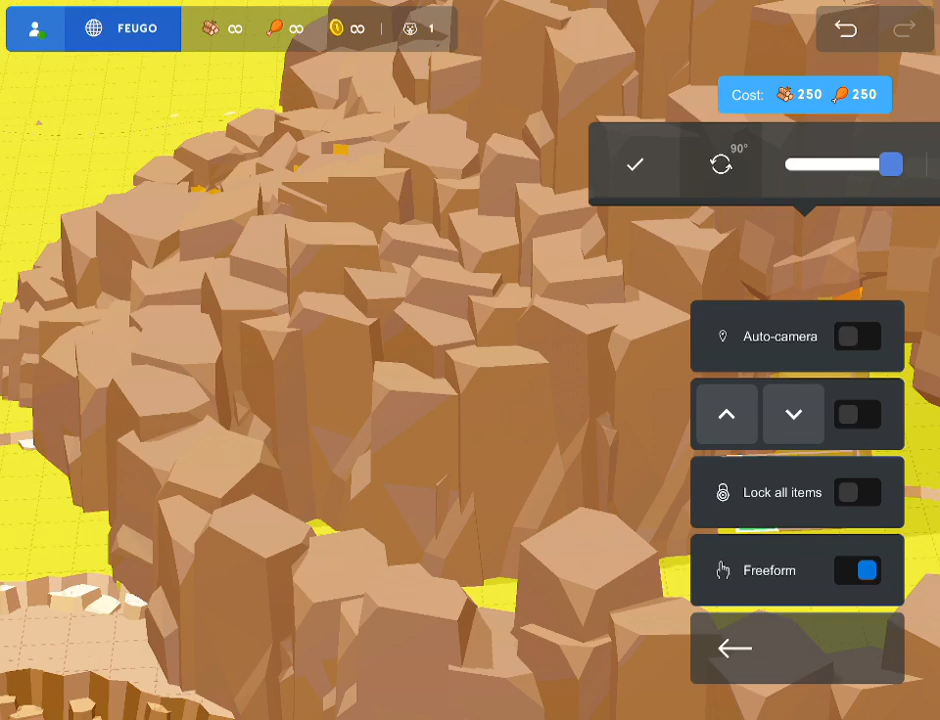 FEUGO ∞ ∞ ∞ 1
Cost: 250 250
90°
Auto-camera
Lock all items
Freeform